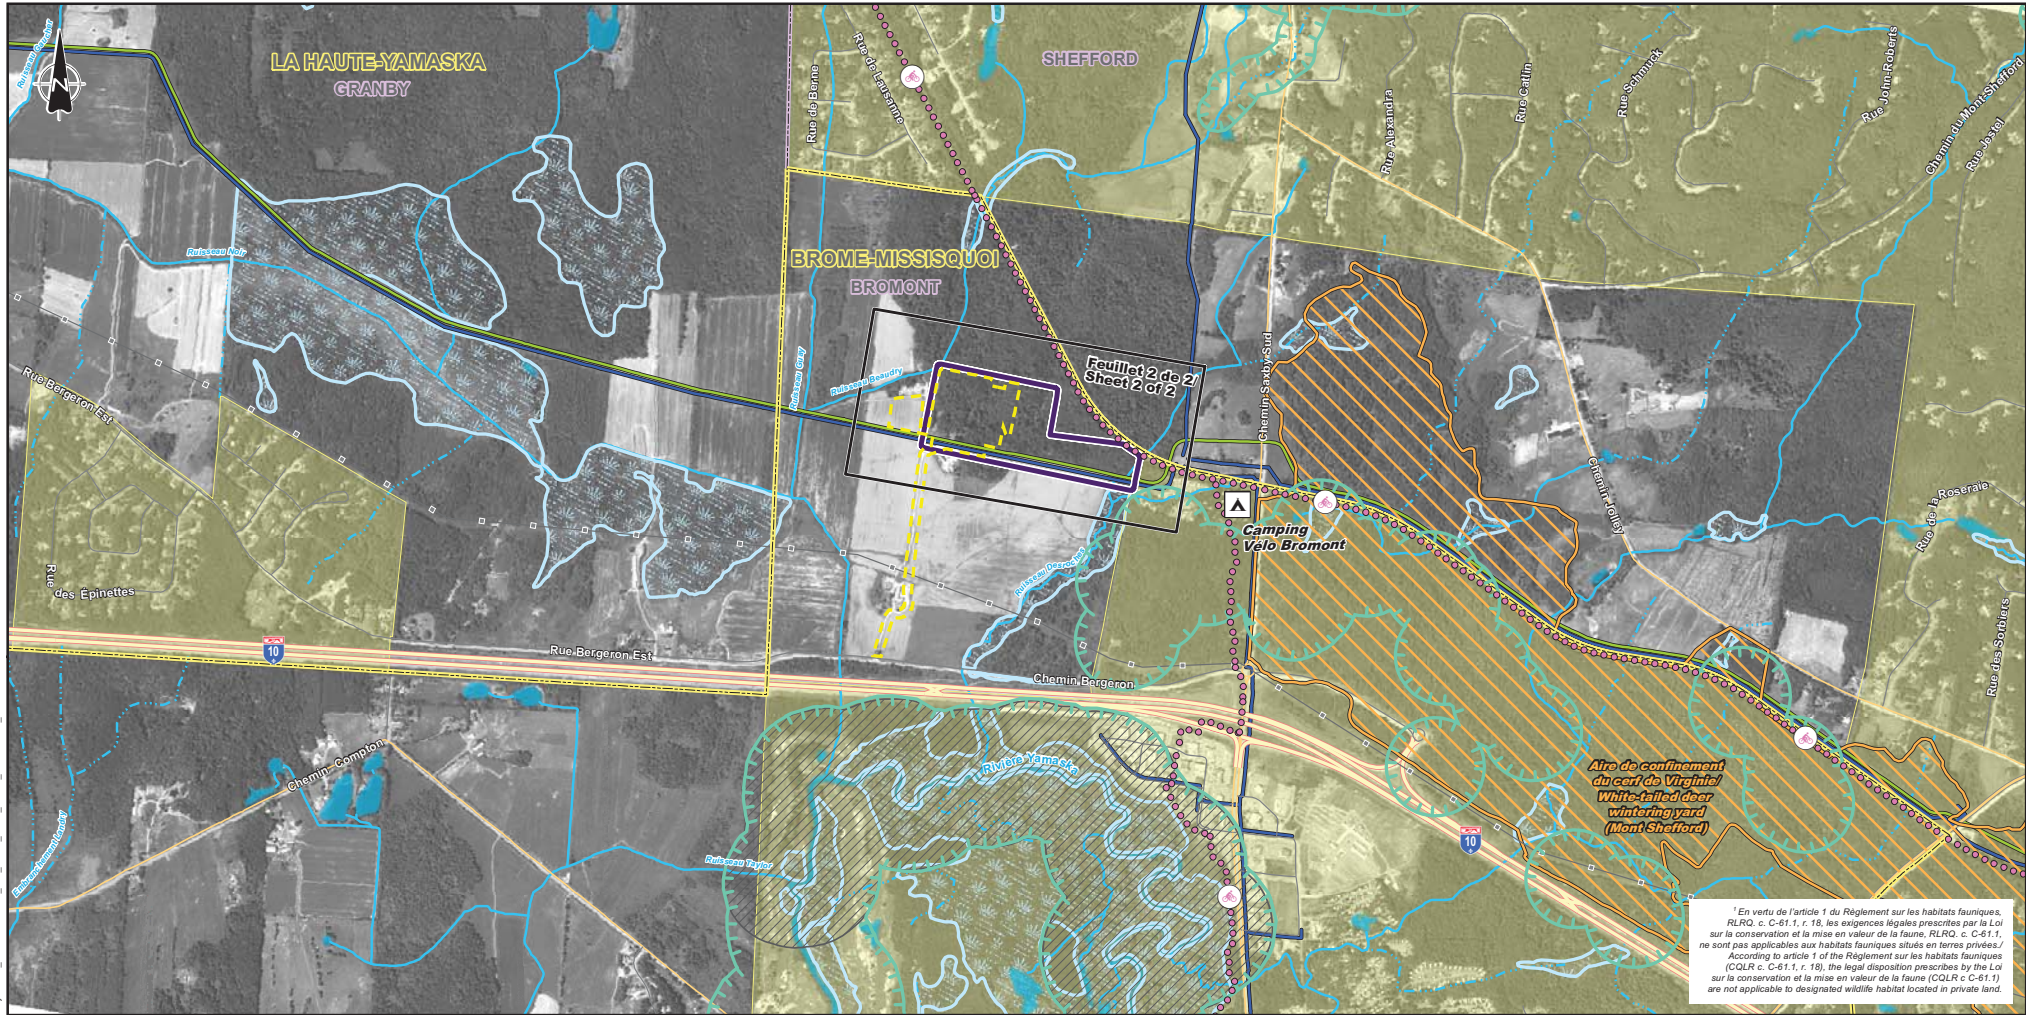 Ruisseau Gaucher
N
LA HAUTE-YAMASKA
GRANBY
SHEFFORD
Rue de Berne
Rue de Lausanne
Rue Alexandra
Rue Catlin
Rue Schmuck
Rue John-Roberts
Chemin du Mont-Shefford
Rue Jestel
Ruisseau Noir
BROME-MISSISQUOI
BROMONT
Ruisseau Guay
Ruisseau Beaudry
Feuillet 2 de 2/
Sheet 2 of 2
Chemin Saxby Sud
Chemin Jolley
Rue de la Roseraie
Rue des Sorbiers
Rue Bergeron Est
Rue
des Épinettes
Camping
Vélo Bromont
Ruisseau Desrochers
10
Rue Bergeron Est
Chemin Bergeron
Chemin Compton
Rivière Yamaska
Ruisseau Taylor
Embranchement Landry
Aire de confinement
du cerf de Virginie/
White-tailed deer
wintering yard
(Mont Shefford)
10
1 En vertu de l'article 1 du Règlement sur les habitats fauniques,
RLRQ. c. C-61.1, r. 18, les exigences légales prescrites par la Loi
sur la conservation et la mise en valeur de la faune, RLRQ. c. C-61.1,
ne sont pas applicables aux habitats fauniques situés en terres privées./
According to article 1 of the Règlement sur les habitats fauniques
(CQLR c. C-61.1, r. 18), the legal disposition prescribes by the Loi
sur la conservation et la mise en valeur de la faune (CQLR c C-61.1)
are not applicable to designated wildlife habitat located in private land.